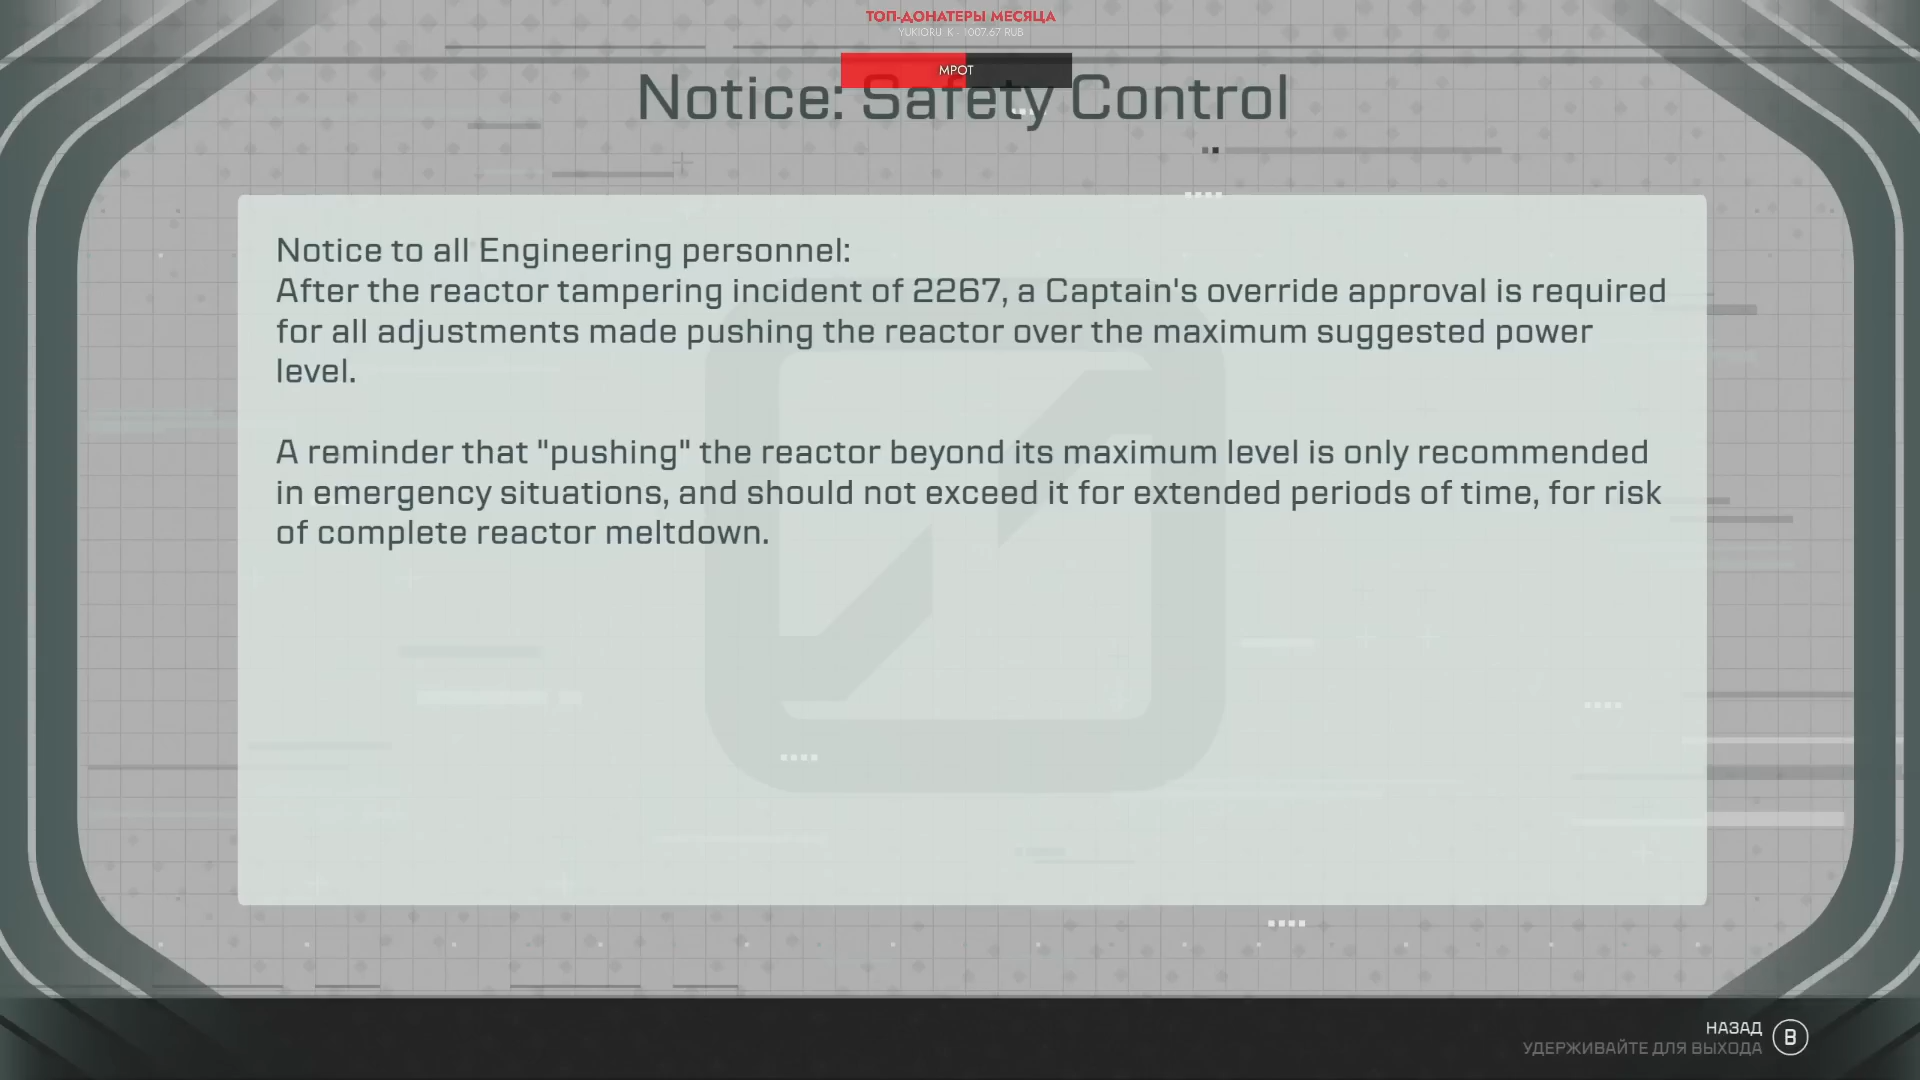 ТОП-ДОНАТЕРЫ МЕСЯЦА
YUKIORU_K - 1007.67 RUB
МРОТ
Notice: Safety Control
Notice to all Engineering personnel:
After the reactor tampering incident of 2267, a Captain's override approval is required
for all adjustments made pushing the reactor over the maximum suggested power
level.
A reminder that "pushing" the reactor beyond its maximum level is only recommended
in emergency situations, and should not exceed it for extended periods of time, for risk
of complete reactor meltdown.
НАЗАД
УДЕРЖИВАЙТЕ ДЛЯ ВЫХОДА
B